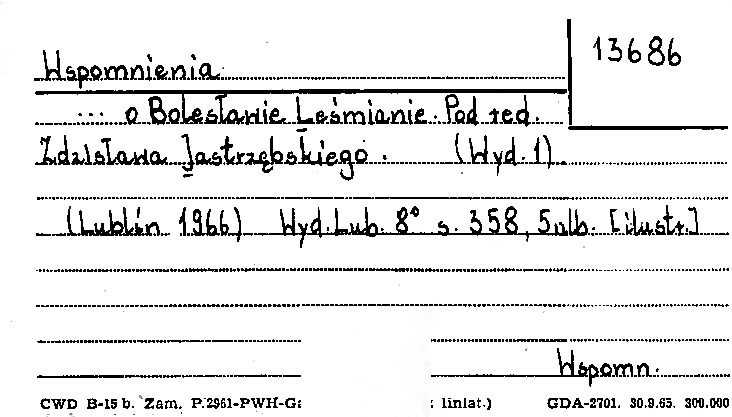 13686
Wspomnienia
... o Bolesławie Leśmianie. Pod red.
Zdzisława Jastrzębskiego. (Wyd. 1).
(Lublin 1966) Wyd. Lub. 8° s. 358, 5 nlb. [ilustr.]
Wspomn.
CWD B-15 b. Zam. P.2961-PWH-G liniat.) GDA-2701. 30.9.65. 300.000